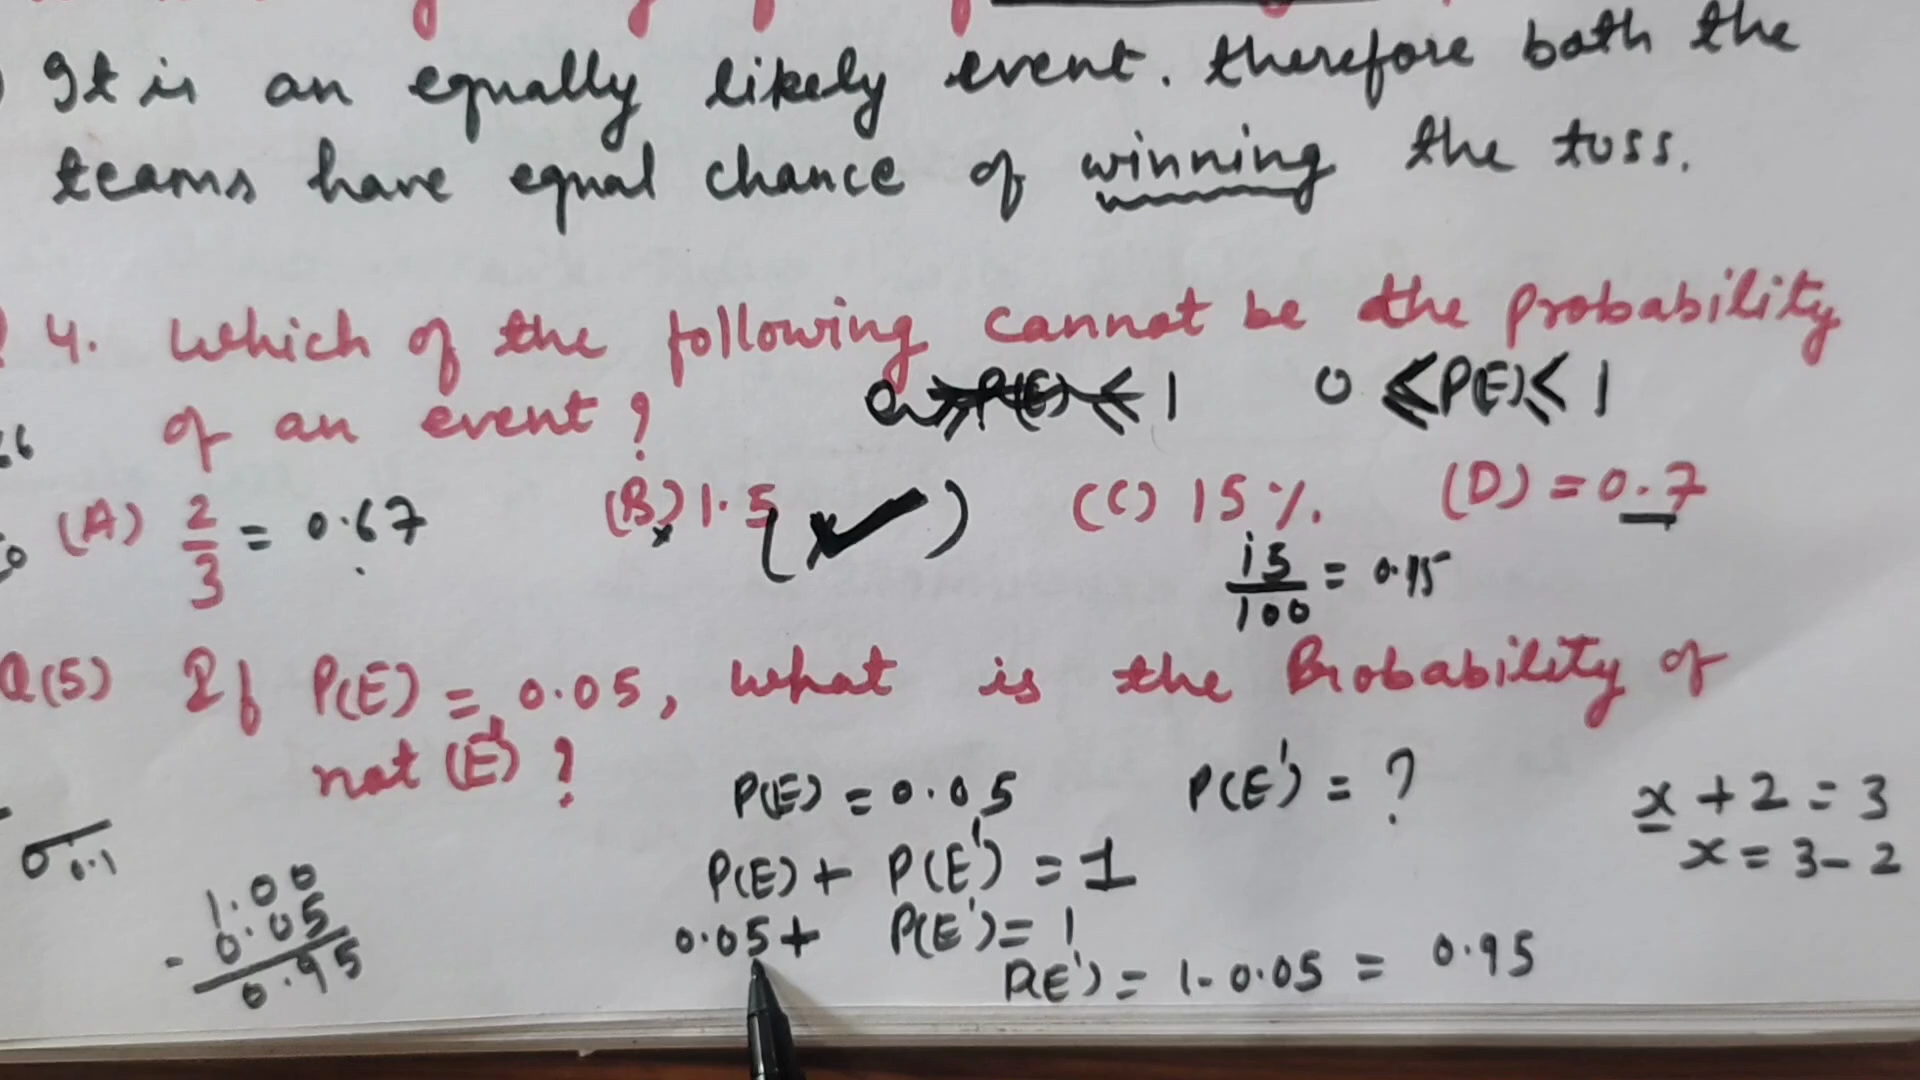 It is an equally likely event. therefore both the
teams have equal chance of winning the toss.
4. Which of the following cannot be the probability
of an event?
0 ⩽ P(E) ⩽ 1
(A) 2/3 = 0.67 (B) 1.5 (✓) (C) 15%. (D) = 0.7
15/100 = 0.15
Q(5) If P(E) = 0.05, what is the Probability of
not (E') ?
P(E) = 0.05 P(E') = ?
x + 2 = 3
x = 3 - 2
P(E) + P(E') = 1
0.05 + P(E') = 1
P(E') = 1 - 0.05 = 0.95
1.00
- 0.05
0.95